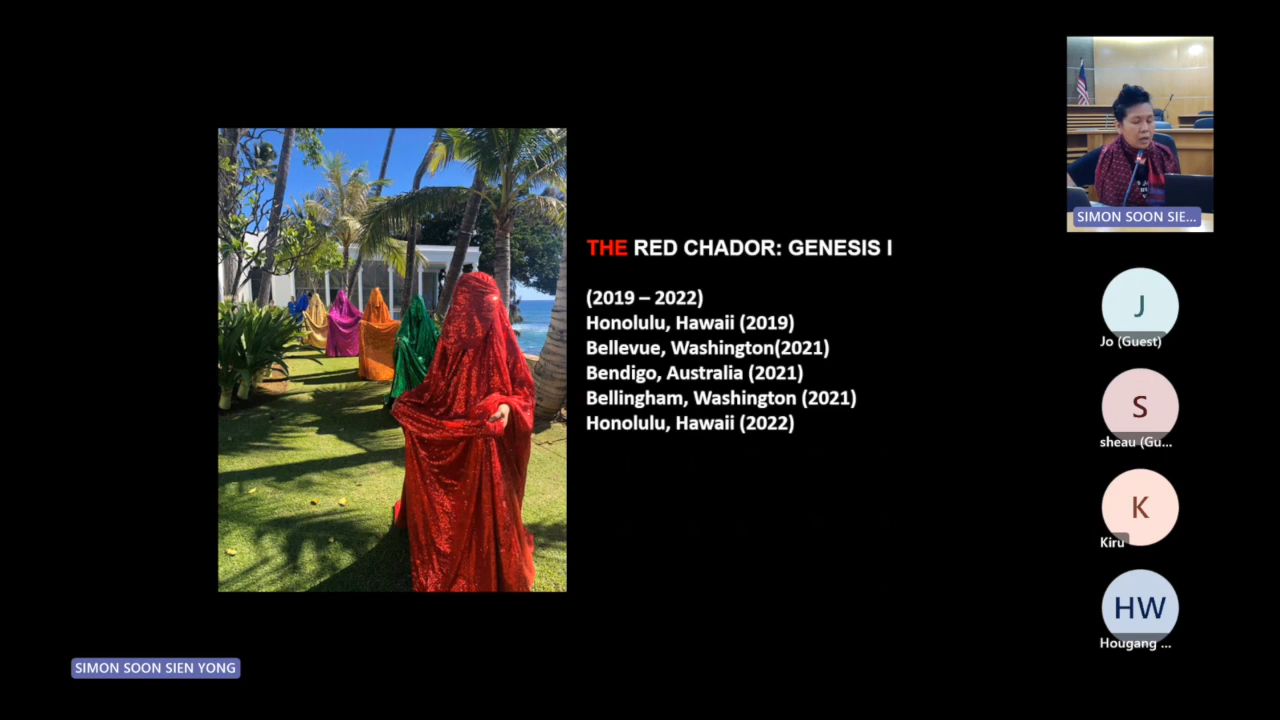 THE RED CHADOR: GENESIS I
(2019 – 2022)
Honolulu, Hawaii (2019)
Bellevue, Washington(2021)
Bendigo, Australia (2021)
Bellingham, Washington (2021)
Honolulu, Hawaii (2022)
SIMON SOON SIE...
J
Jo (Guest)
S
sheau (Gu...
K
Kiru
HW
Hougang ...
SIMON SOON SIEN YONG